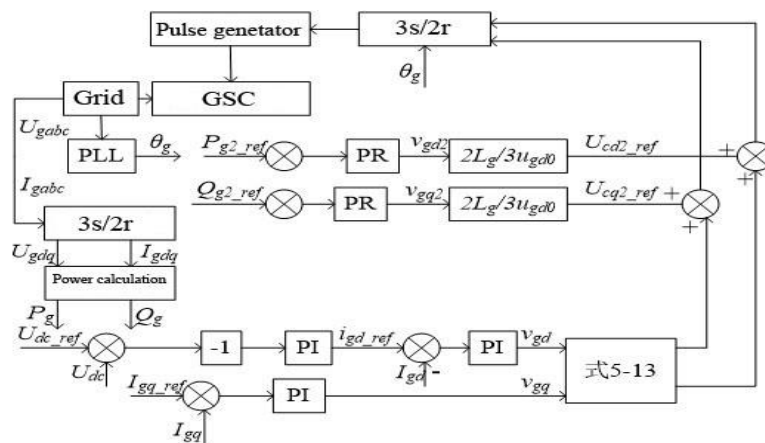 Pulse genetator
3s/2r
θg
Grid
GSC
Ugabc
PLL
θg
Pg2_ref
PR
vgd2
2Lg/3ugd0
Ucd2_ref
+
+
Igabc
Qg2_ref
PR
vgq2
2Lg/3ugd0
Ucq2_ref
+
+
3s/2r
Ugdq
Igdq
Power calculation
Pg
Qg
Udc_ref
-1
PI
igd_ref
PI
vgd
Udc
Igd
-
式5-13
Igq_ref
PI
vgq
Igq